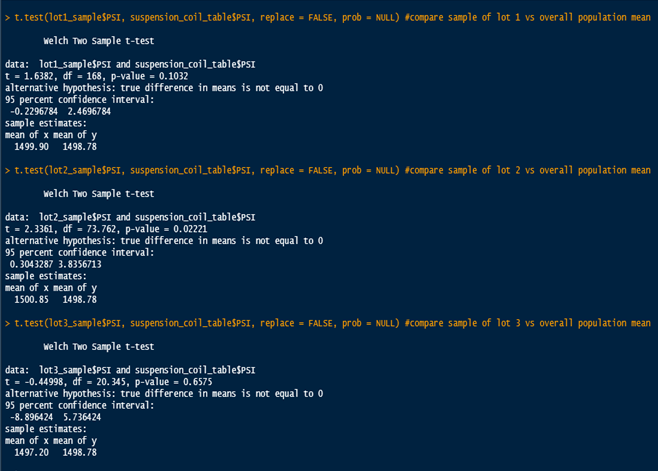 > t.test(lot1_sample$PSI, suspension_coil_table$PSI, replace = FALSE, prob = NULL) #compare sample of lot 1 vs overall population mean
Welch Two Sample t-test
data: lot1_sample$PSI and suspension_coil_table$PSI
t = 1.6382, df = 168, p-value = 0.1032
alternative hypothesis: true difference in means is not equal to 0
95 percent confidence interval:
-0.2296784 2.4696784
sample estimates:
mean of x mean of y
1499.90 1498.78
> t.test(lot2_sample$PSI, suspension_coil_table$PSI, replace = FALSE, prob = NULL) #compare sample of lot 2 vs overall population mean
Welch Two Sample t-test
data: lot2_sample$PSI and suspension_coil_table$PSI
t = 2.3361, df = 73.762, p-value = 0.02221
alternative hypothesis: true difference in means is not equal to 0
95 percent confidence interval:
0.3043287 3.8356713
sample estimates:
mean of x mean of y
1500.85 1498.78
> t.test(lot3_sample$PSI, suspension_coil_table$PSI, replace = FALSE, prob = NULL) #compare sample of lot 3 vs overall population mean
Welch Two Sample t-test
data: lot3_sample$PSI and suspension_coil_table$PSI
t = -0.44998, df = 20.345, p-value = 0.6575
alternative hypothesis: true difference in means is not equal to 0
95 percent confidence interval:
-8.896424 5.736424
sample estimates:
mean of x mean of y
1497.20 1498.78